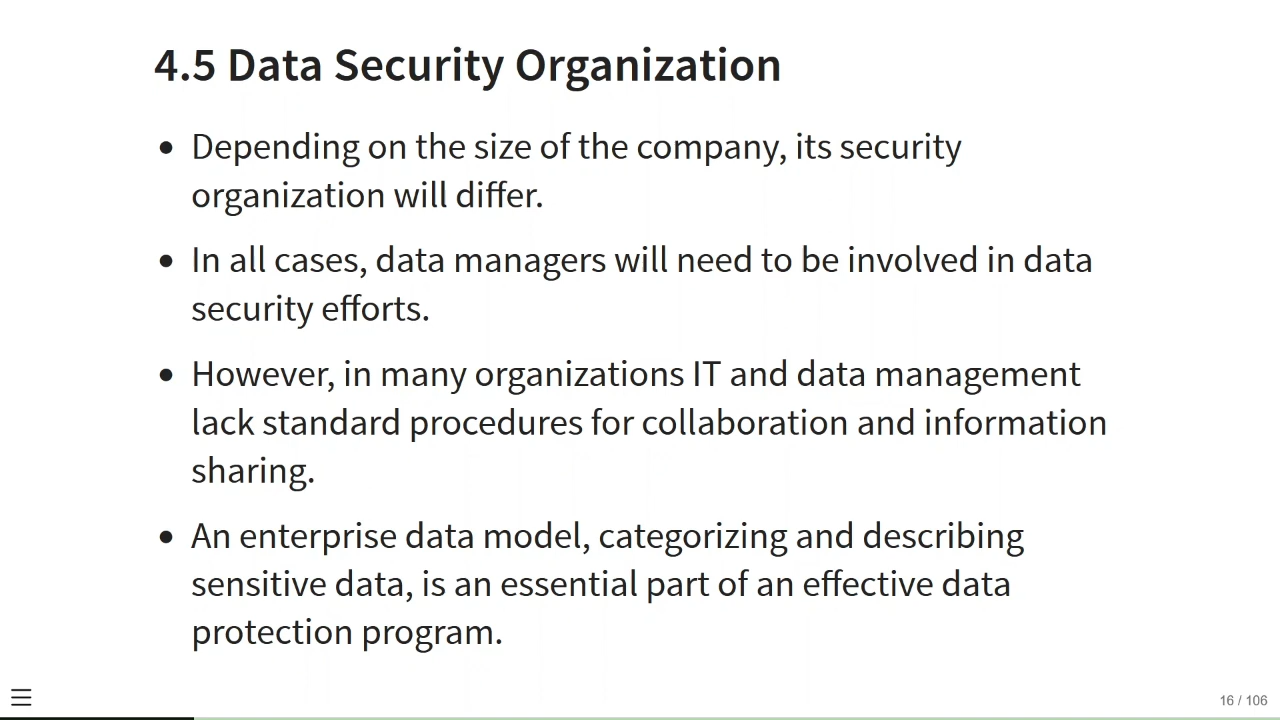 4.5 Data Security Organization
• Depending on the size of the company, its security
organization will differ.
• In all cases, data managers will need to be involved in data
security efforts.
• However, in many organizations IT and data management
lack standard procedures for collaboration and information
sharing.
• An enterprise data model, categorizing and describing
sensitive data, is an essential part of an effective data
protection program.
16 / 106